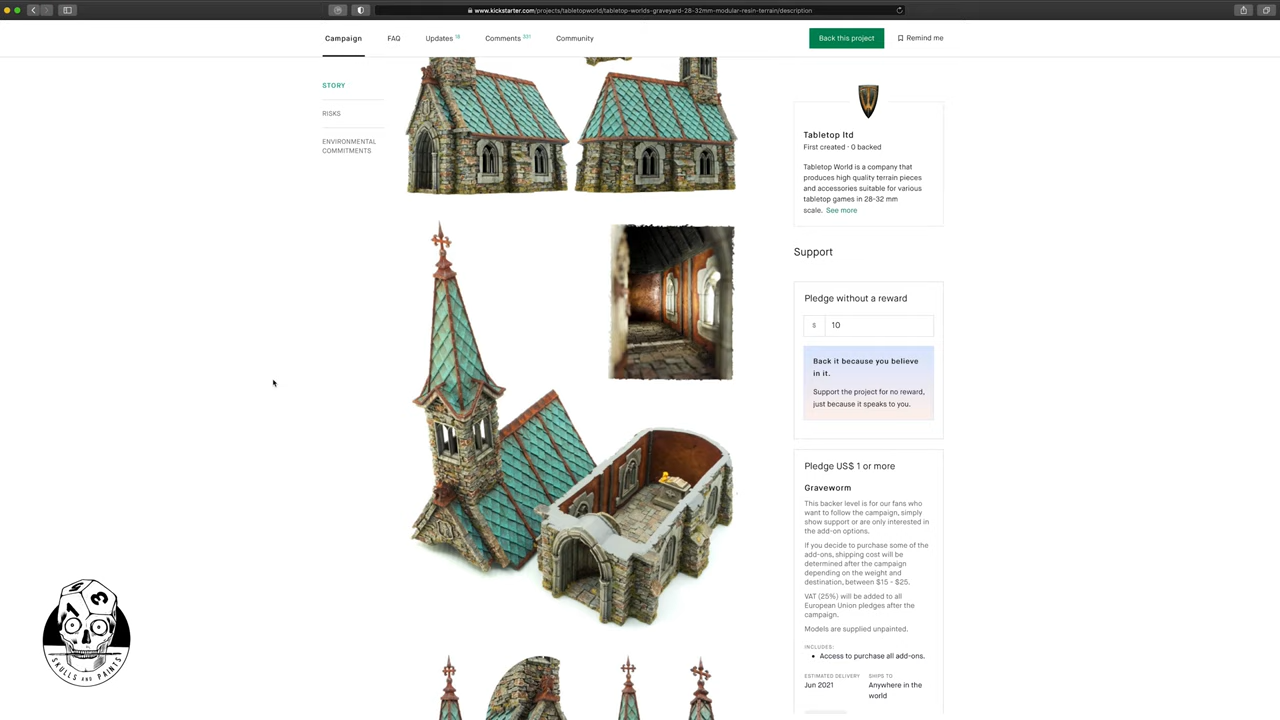 www.kickstarter.com/projects/tabletopworld/tabletop-worlds-graveyard-28-32mm-modular-resin-terrain/description
Campaign
FAQ
Updates 18
Comments 331
Community
Back this project
Remind me
STORY
RISKS
ENVIRONMENTAL
COMMITMENTS
Tabletop ltd
First created · 0 backed
Tabletop World is a company that
produces high quality terrain pieces
and accessories suitable for various
tabletop games in 28-32 mm
scale. See more
Support
Pledge without a reward
$ 10
Back it because you believe
in it.
Support the project for no reward,
just because it speaks to you.
Pledge US$ 1 or more
Graveworm
This backer level is for our fans who
want to follow the campaign, simply
show support or are only interested in
the add-on options.
If you decide to purchase some of the
add-ons, shipping cost will be
determined after the campaign
depending on the weight and
destination, between $15 - $25.
VAT (25%) will be added to all
European Union pledges after the
campaign.
Models are supplied unpainted.
INCLUDES:
• Access to purchase all add-ons.
ESTIMATED DELIVERY
Jun 2021
SHIPS TO
Anywhere in the
world
SKULLS AND PAINTS